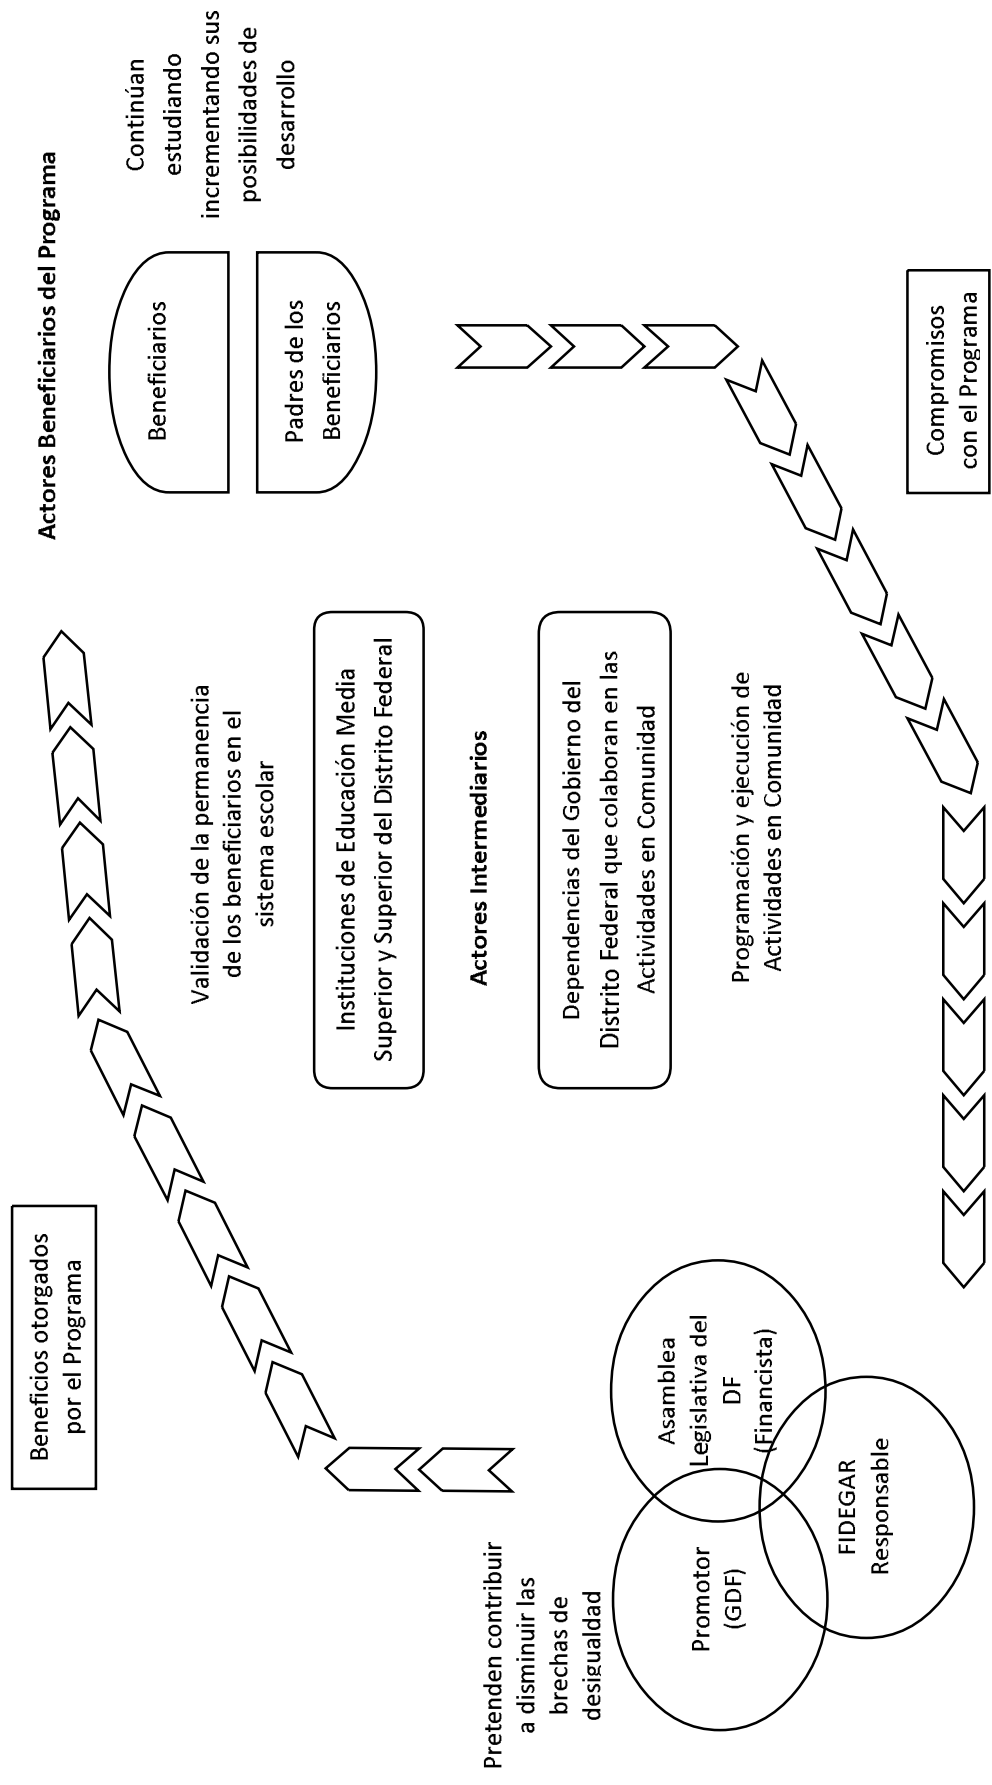 Beneficios otorgados
por el Programa
Actores Beneficiarios del Programa
Pretenden contribuir
a disminuir las
brechas de
desigualdad
Promotor
(GDF)
Asamblea
Legislativa del
DF
(Financista)
FIDEGAR
Responsable
Validación de la permanencia
de los beneficiarios en el
sistema escolar
Instituciones de Educación Media
Superior y Superior del Distrito Federal
Actores Intermediarios
Dependencias del Gobierno del
Distrito Federal que colaboran en las
Actividades en Comunidad
Programación y ejecución de
Actividades en Comunidad
Beneficiarios
Padres de los
Beneficiarios
Continúan
estudiando
incrementando sus
posibilidades de
desarrollo
Compromisos
con el Programa